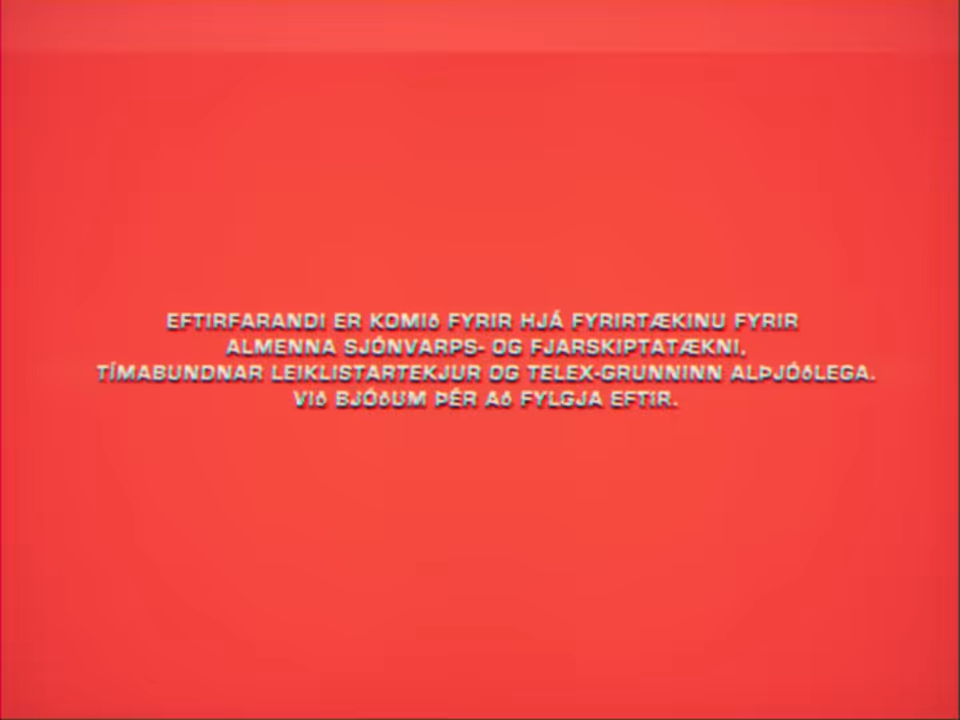 EFTIRFARANDI ER KOMIð FYRIR HJÁ FYRIRTÆKINU FYRIR
ALMENNA SJÓNVARPS- OG FJARSKIPTATÆKNI,
TÍMABUNDNAR LEIKLISTARTEKJUR OG TELEX-GRUNNINN ALÞJÓðLEGA.
VIð BJÓðUM ÞÉR Að FYLGJA EFTIR.